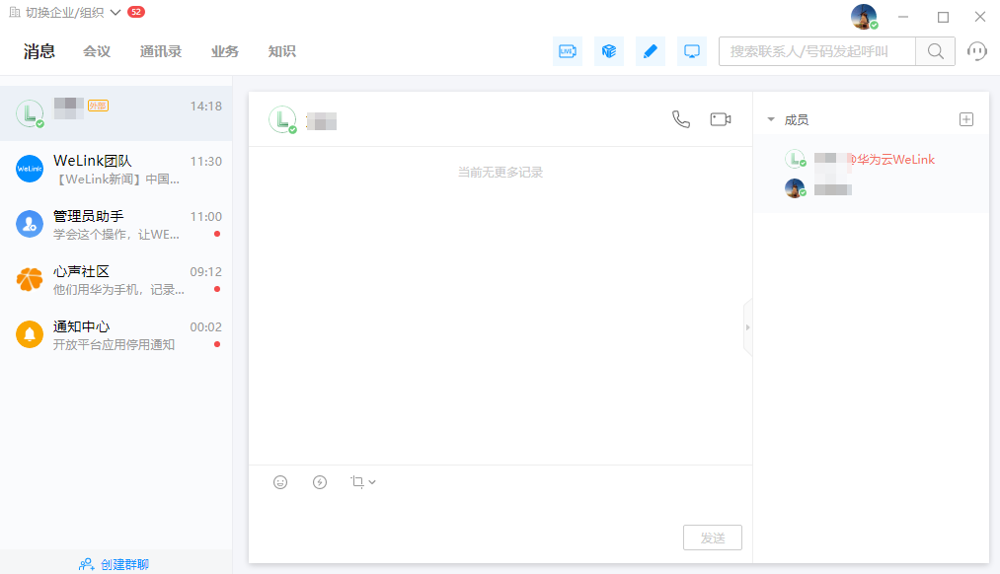 切换企业/组织 52
消息 会议 通讯录 业务 知识
LIVE
搜索联系人/号码发起呼叫
外部 14:18
WeLink
WeLink团队 11:30
【WeLink新闻】中国...
管理员助手 11:00
学会这个操作，让WE...
心声社区 09:12
他们用华为手机，记录...
通知中心 00:02
开放平台应用停用通知
创建群聊
当前无更多记录
发送
成员
@华为云WeLink